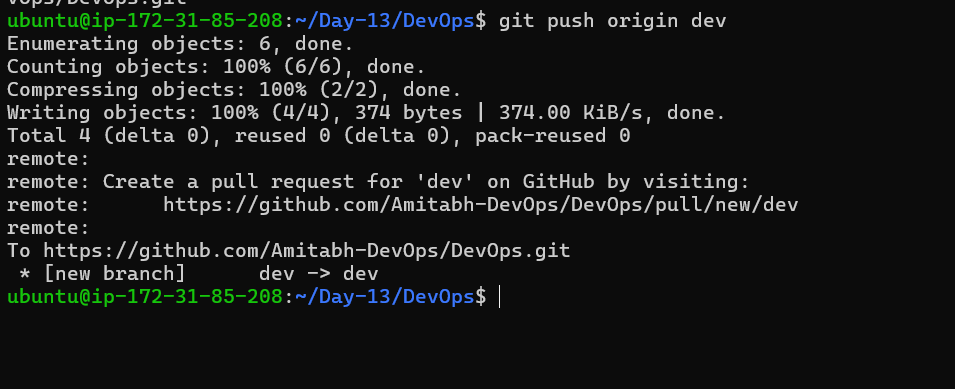 vops/DevOps.git
ubuntu@ip-172-31-85-208:~/Day-13/DevOps$ git push origin dev
Enumerating objects: 6, done.
Counting objects: 100% (6/6), done.
Compressing objects: 100% (2/2), done.
Writing objects: 100% (4/4), 374 bytes | 374.00 KiB/s, done.
Total 4 (delta 0), reused 0 (delta 0), pack-reused 0
remote:
remote: Create a pull request for 'dev' on GitHub by visiting:
remote:      https://github.com/Amitabh-DevOps/DevOps/pull/new/dev
remote:
To https://github.com/Amitabh-DevOps/DevOps.git
 * [new branch]      dev -> dev
ubuntu@ip-172-31-85-208:~/Day-13/DevOps$